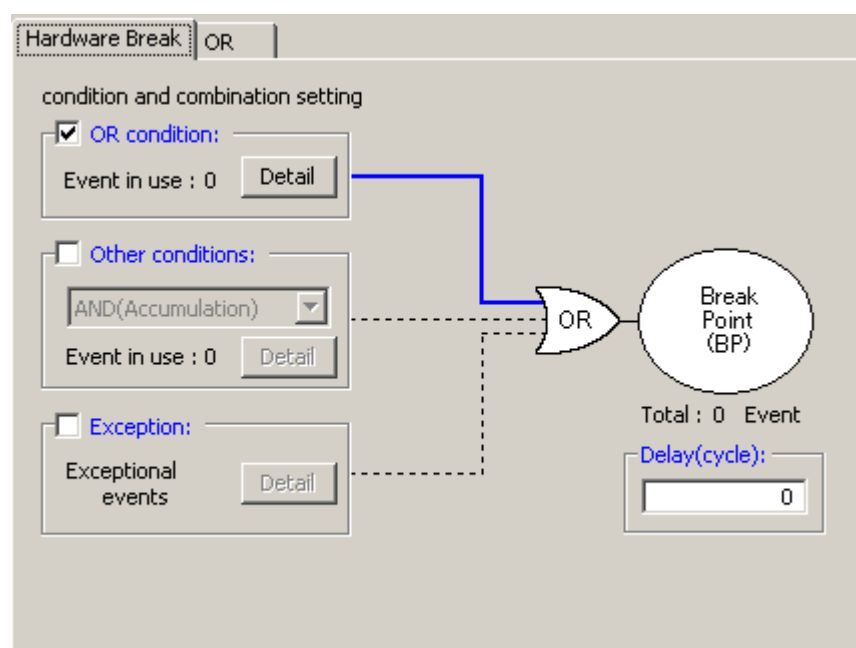 Hardware Break OR
condition and combination setting
OR condition:
Event in use : 0 Detail
Other conditions:
AND(Accumulation)
Event in use : 0 Detail
Exception:
Exceptional
events
Detail
OR
Break
Point
(BP)
Total : 0 Event
Delay(cycle):
0